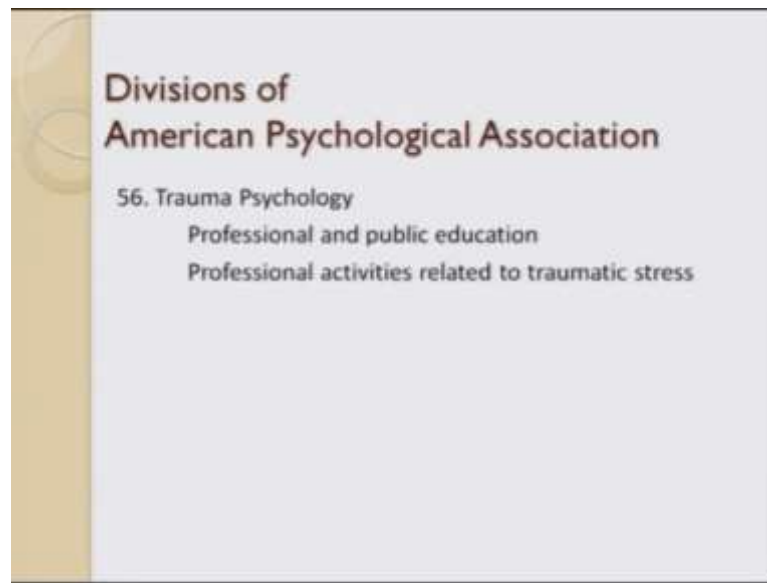 Divisions of
American Psychological Association
56. Trauma Psychology
Professional and public education
Professional activities related to traumatic stress